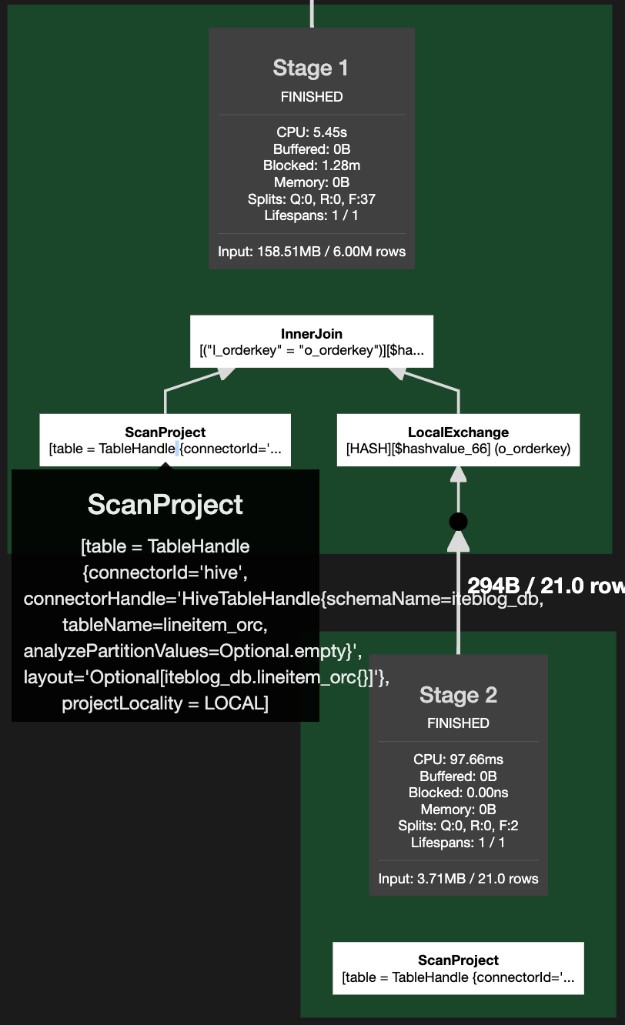 Stage 1
FINISHED
CPU: 5.45s
Buffered: 0B
Blocked: 1.28m
Memory: 0B
Splits: Q:0, R:0, F:37
Lifespans: 1 / 1
Input: 158.51MB / 6.00M rows
InnerJoin
[("l_orderkey" = "o_orderkey")][$ha...
ScanProject
[table = TableHandle {connectorId='...
LocalExchange
[HASH][$hashvalue_66] (o_orderkey)
ScanProject
[table = TableHandle
{connectorId='hive',
connectorHandle='HiveTableHandle{schemaName=iteblog_db,
tableName=lineitem_orc,
analyzePartitionValues=Optional.empty}',
layout='Optional[iteblog_db.lineitem_orc{}]'},
projectLocality = LOCAL]
294B / 21.0 row
Stage 2
FINISHED
CPU: 97.66ms
Buffered: 0B
Blocked: 0.00ns
Memory: 0B
Splits: Q:0, R:0, F:2
Lifespans: 1 / 1
Input: 3.71MB / 21.0 rows
ScanProject
[table = TableHandle {connectorId='...